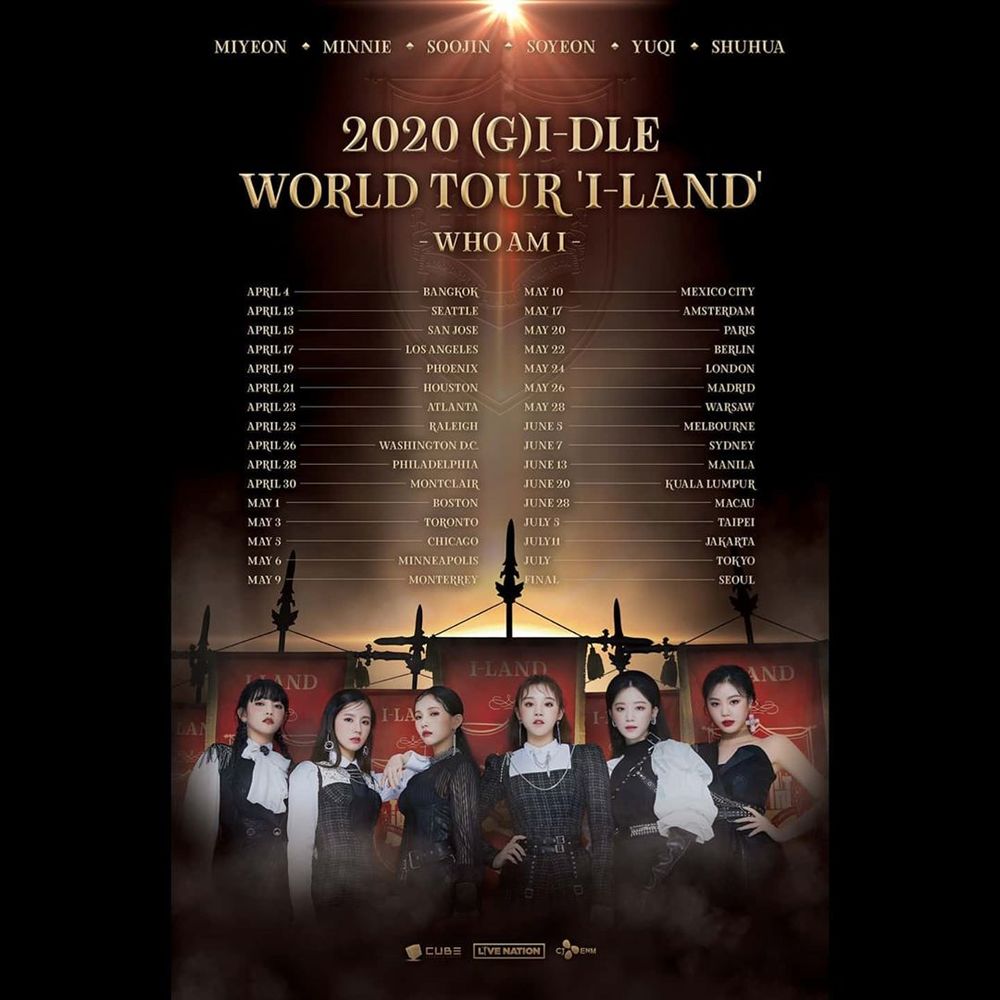 MIYEON ◆ MINNIE ◆ SOOJIN ◆ SOYEON ◆ YUQI ◆ SHUHUA
2020 (G)I-DLE
WORLD TOUR 'I-LAND'
- WHO AM I -
APRIL 4 BANGKOK
APRIL 13 SEATTLE
APRIL 15 SAN JOSE
APRIL 17 LOS ANGELES
APRIL 19 PHOENIX
APRIL 21 HOUSTON
APRIL 23 ATLANTA
APRIL 25 RALEIGH
APRIL 26 WASHINGTON D.C.
APRIL 28 PHILADELPHIA
APRIL 30 MONTCLAIR
MAY 1 BOSTON
MAY 3 TORONTO
MAY 5 CHICAGO
MAY 6 MINNEAPOLIS
MAY 9 MONTERREY
MAY 10 MEXICO CITY
MAY 17 AMSTERDAM
MAY 20 PARIS
MAY 22 BERLIN
MAY 24 LONDON
MAY 26 MADRID
MAY 28 WARSAW
JUNE 5 MELBOURNE
JUNE 7 SYDNEY
JUNE 13 MANILA
JUNE 20 KUALA LUMPUR
JUNE 28 MACAU
JULY 5 TAIPEI
JULY11 JAKARTA
JULY TOKYO
FINAL SEOUL
I-LAND
CUBE LIVE NATION CJ ENM